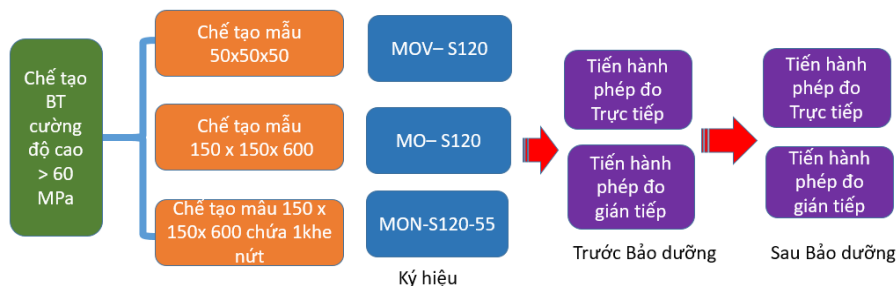 Chế tạo
BT
cường
độ cao
> 60
MPa
Chế tạo mẫu
50x50x50
Chế tạo mẫu
150 x 150x 600
Chế tạo mẫu 150 x
150x 600 chứa 1khe
nứt
MOV– S120
MO– S120
MON-S120-55
Ký hiệu
Tiến hành
phép đo
Trực tiếp
Tiến hành
phép đo
gián tiếp
Trước Bảo dưỡng
Tiến hành
phép đo
Trực tiếp
Tiến hành
phép đo
gián tiếp
Sau Bảo dưỡng